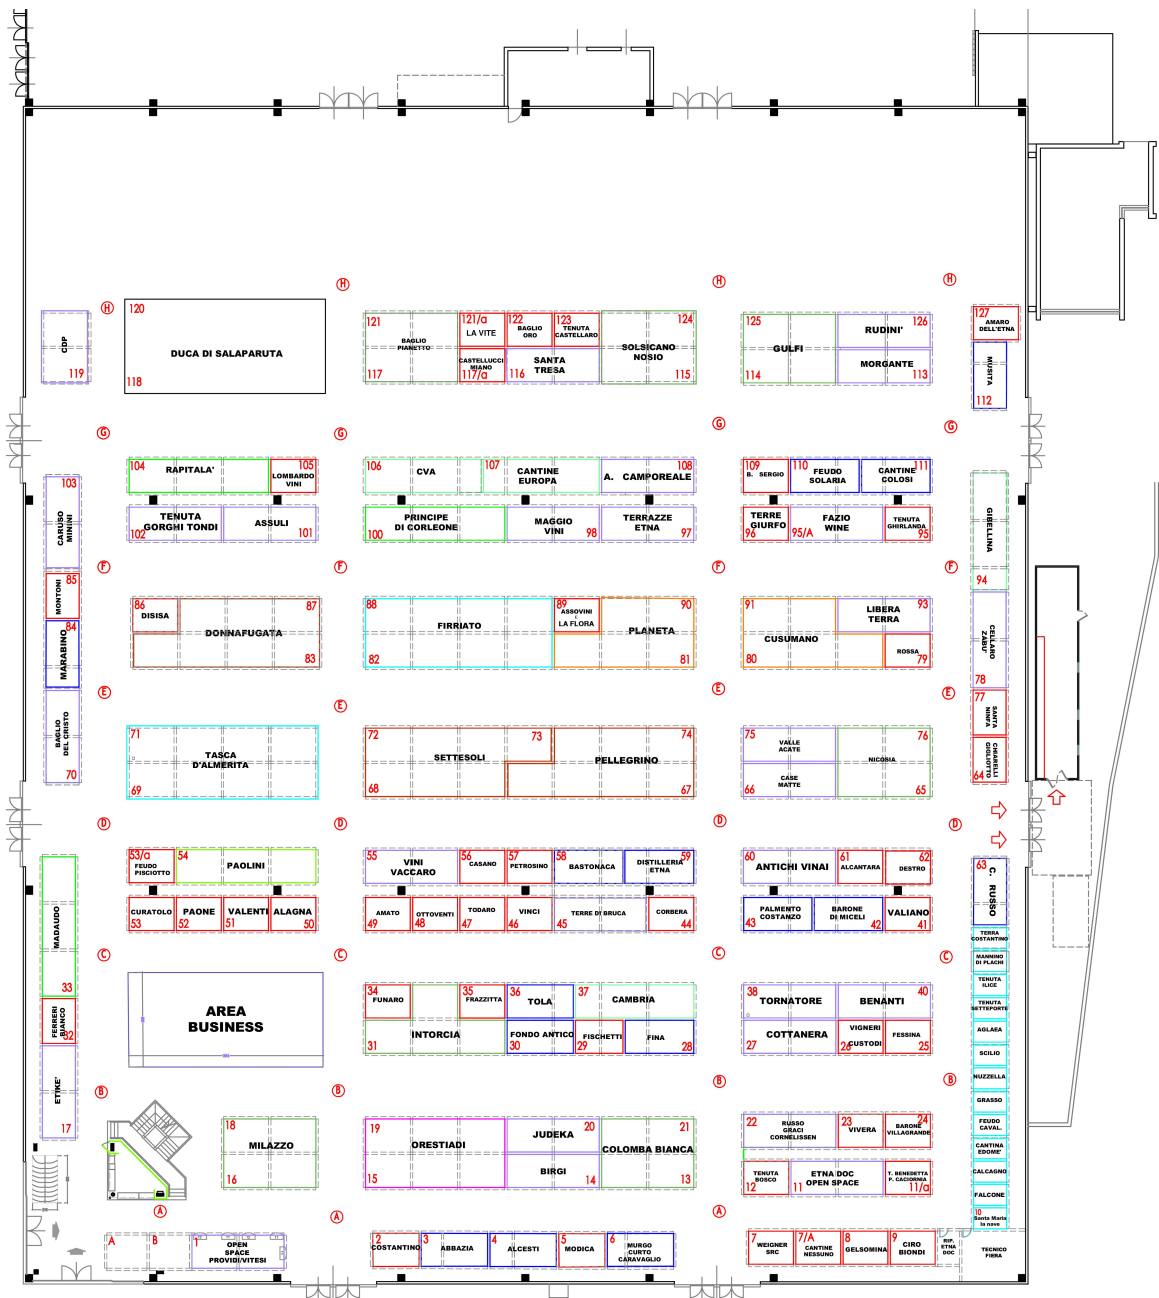 H
H
H
H
120
DUCA DI SALAPARUTA
118
CDP
119
121
BAGLIO
PIANETTO
117
121/a
LA VITE
CASTELLUCCI
MIANO
117/a
122
BAGLIO
ORO
123
TENUTA
CASTELLARO
SANTA
TRESA
116
124
SOLSICANO
NOSIO
115
125
GULFI
114
126
RUDINI'
MORGANTE
113
127
AMARO
DELL'ETNA
MUSITA
112
G
G
G
G
104
RAPITALA'
105
LOMBARDO
VINI
106
CVA
107
CANTINE
EUROPA
108
A. CAMPOREALE
109
B. SERGIO
110
FEUDO
SOLARIA
111
CANTINE
COLOSI
103
CARUSO
MININI
TENUTA
GORGHI TONDI
102
ASSULI
101
PRINCIPE
DI CORLEONE
100
MAGGIO
VINI
98
TERRAZZE
ETNA
97
TERRE
GIURFO
96
FAZIO
WINE
95/A
TENUTA
GHIRLANDA
95
GIBELLINA
94
F
F
F
F
85
MONTONI
84
MARABINO
86
DISISA
87
DONNAFUGATA
83
88
FIRRIATO
82
89
ASSOVINI
LA FLORA
90
PLANETA
81
91
CUSUMANO
80
93
LIBERA
TERRA
ROSSA
79
CELLARO
ZABU'
78
E
E
E
E
BAGLIO
DEL CRISTO
70
71
TASCA
D'ALMERITA
69
72
SETTESOLI
68
73
74
PELLEGRINO
67
75
VALLE
ACATE
CASE
MATTE
66
76
NICOSIA
65
77
SANTA
NINFA
CHIARELLI
GIGLIOTTO
64
D
D
D
D
53/a
FEUDO
PISCIOTTO
54
PAOLINI
55
VINI
VACCARO
56
CASANO
57
PETROSINO
58
BASTONACA
59
DISTILLERIA
ETNA
60
ANTICHI VINAI
61
ALCANTARA
62
DESTRO
63
C. RUSSO
MADAUDO
33
CURATOLO
53
PAONE
52
VALENTI
51
ALAGNA
50
AMATO
49
OTTOVENTI
48
TODARO
47
VINCI
46
TERRE DI BRUCA
45
CORBERA
44
PALMENTO
COSTANZO
43
BARONE
DI MICELI
42
VALIANO
41
C
C
C
C
TERRA
COSTANTINO
MANNINO
DI PLACHI
TENUTA
ILICE
TENUTA
SETTEPORTE
AGLAEA
SCILIO
NUZZELLA
GRASSO
FEUDO
CAVAL.
CANTINA
EDOME'
CALCAGNO
FALCONE
10
Santa Maria
la nave
FERRERI
BIANCO
32
AREA
BUSINESS
34
FUNARO
35
FRAZZITTA
INTORCIA
31
36
TOLA
37
CAMBRIA
FONDO ANTICO
30
FISCHETTI
29
FINA
28
38
TORNATORE
BENANTI
40
COTTANERA
27
VIGNERI
CUSTODI
26
FESSINA
25
ETIKE'
17
B
B
B
B
18
MILAZZO
16
19
ORESTIADI
15
JUDEKA
20
BIRGI
14
21
COLOMBA BIANCA
13
22
RUSSO
GRACI
CORNELISSEN
23
VIVERA
24
BARONE
VILLAGRANDE
TENUTA
BOSCO
12
ETNA DOC
OPEN SPACE
11
T. BENEDETTA
P. CACIORNIA
11/a
A
A
A
A
B
1
OPEN
SPACE
PROVIDI/VITESI
2
COSTANTINO
3
ABBAZIA
4
ALCESTI
5
MODICA
6
MURGO
CURTO
CARAVAGLIO
7
WEIGNER
SRC
7/A
CANTINE
NESSUNO
8
GELSOMINA
9
CIRO
BIONDI
RIP.
ETNA
DOC
TECNICO
FIERA